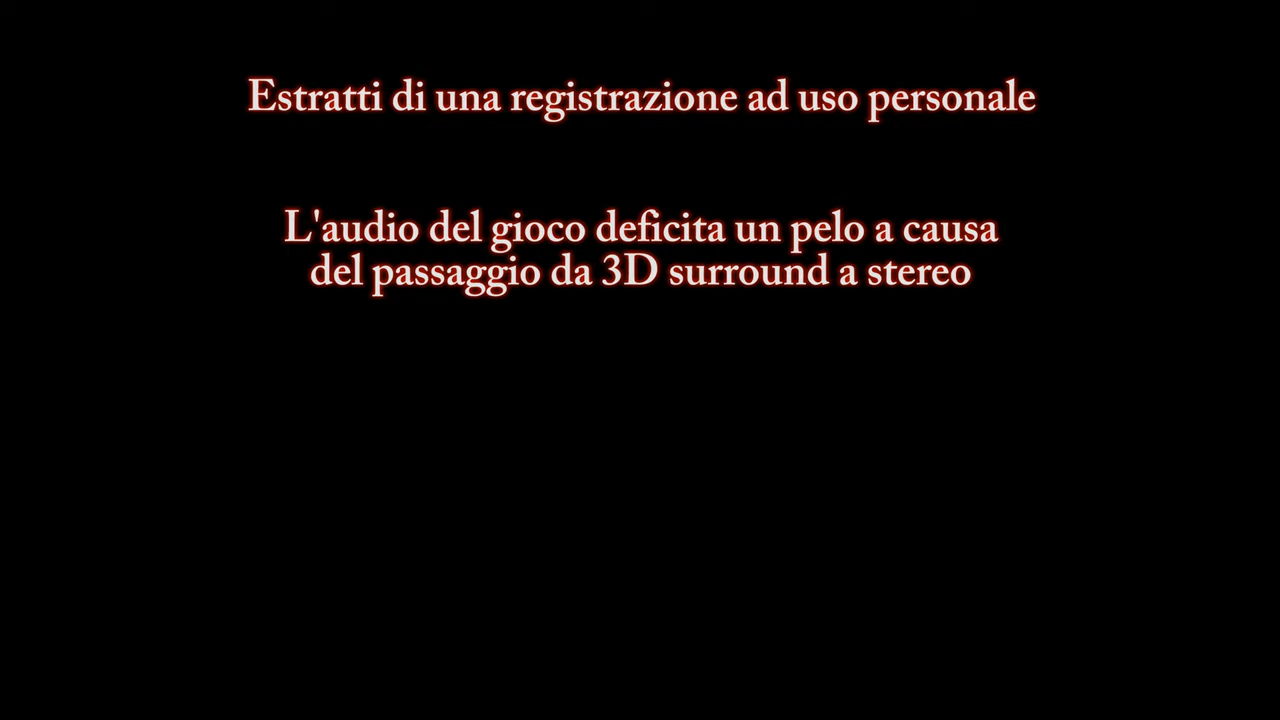 Estratti di una registrazione ad uso personale
L'audio del gioco deficita un pelo a causa
del passaggio da 3D surround a stereo